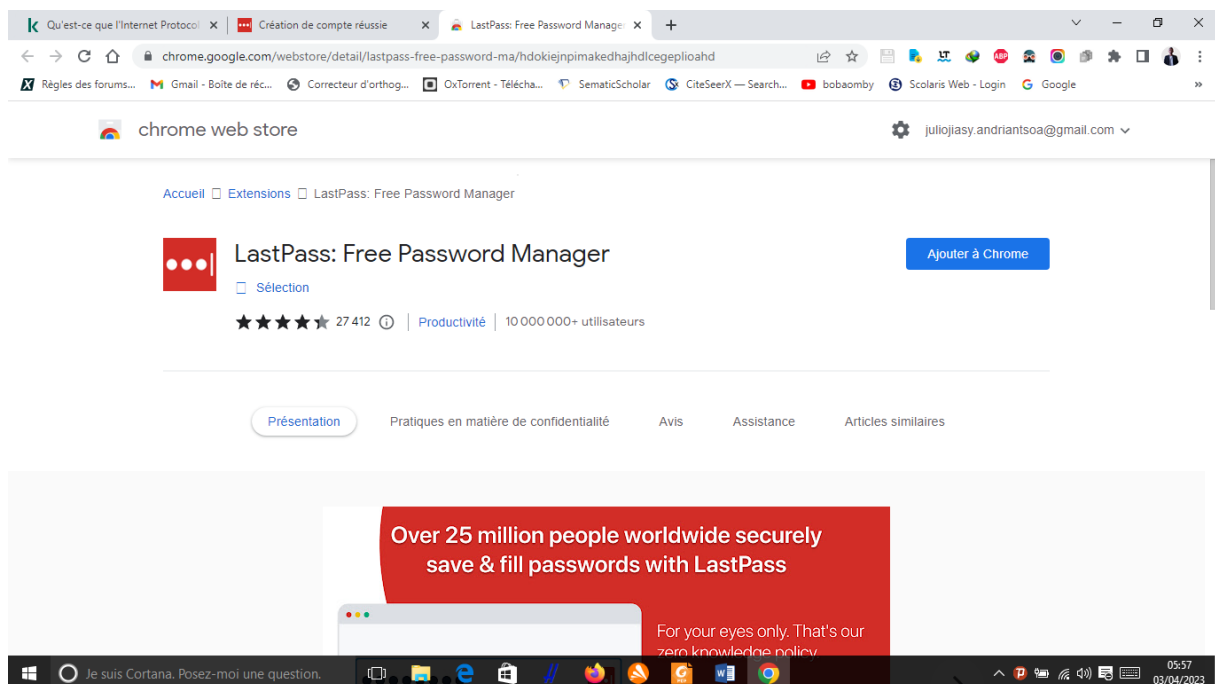 Qu'est-ce que l'Internet Protocol
Création de compte réussie
LastPass: Free Password Manager
chrome.google.com/webstore/detail/lastpass-free-password-ma/hdokiejnpimakedhajhdlcegeplioahd
Règles des forums... Gmail - Boîte de réc... Correcteur d'orthog... OxTorrent - Télécha... SematicScholar CiteSeerX — Search... bobaomby Scolaris Web - Login Google »
chrome web store
juliojiasy.andriantsoa@gmail.com
Accueil Extensions LastPass: Free Password Manager
LastPass: Free Password Manager
Ajouter à Chrome
Sélection
27 412 Productivité 10 000 000+ utilisateurs
Présentation Pratiques en matière de confidentialité Avis Assistance Articles similaires
Over 25 million people worldwide securely
save & fill passwords with LastPass
For your eyes only. That's our
zero knowledge policy.
Je suis Cortana. Posez-moi une question.
05:57
03/04/2023